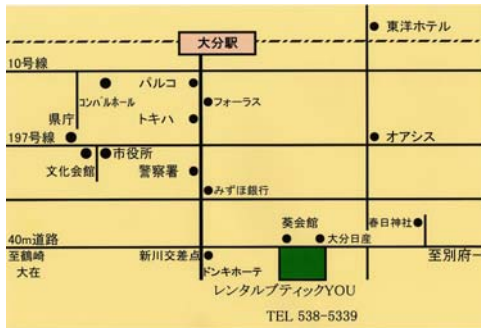 東洋ホテル
大分駅
10号線
パルコ
コンパルホール
フォーラス
県庁
トキハ
197号線
オアシス
市役所
文化会館
警察署
みずほ銀行
葵会館
春日神社
40m道路
大分日産
至鶴崎
大在
新川交差点
ドンキホーテ
至別府
レンタルブティックYOU
TEL 538-5339